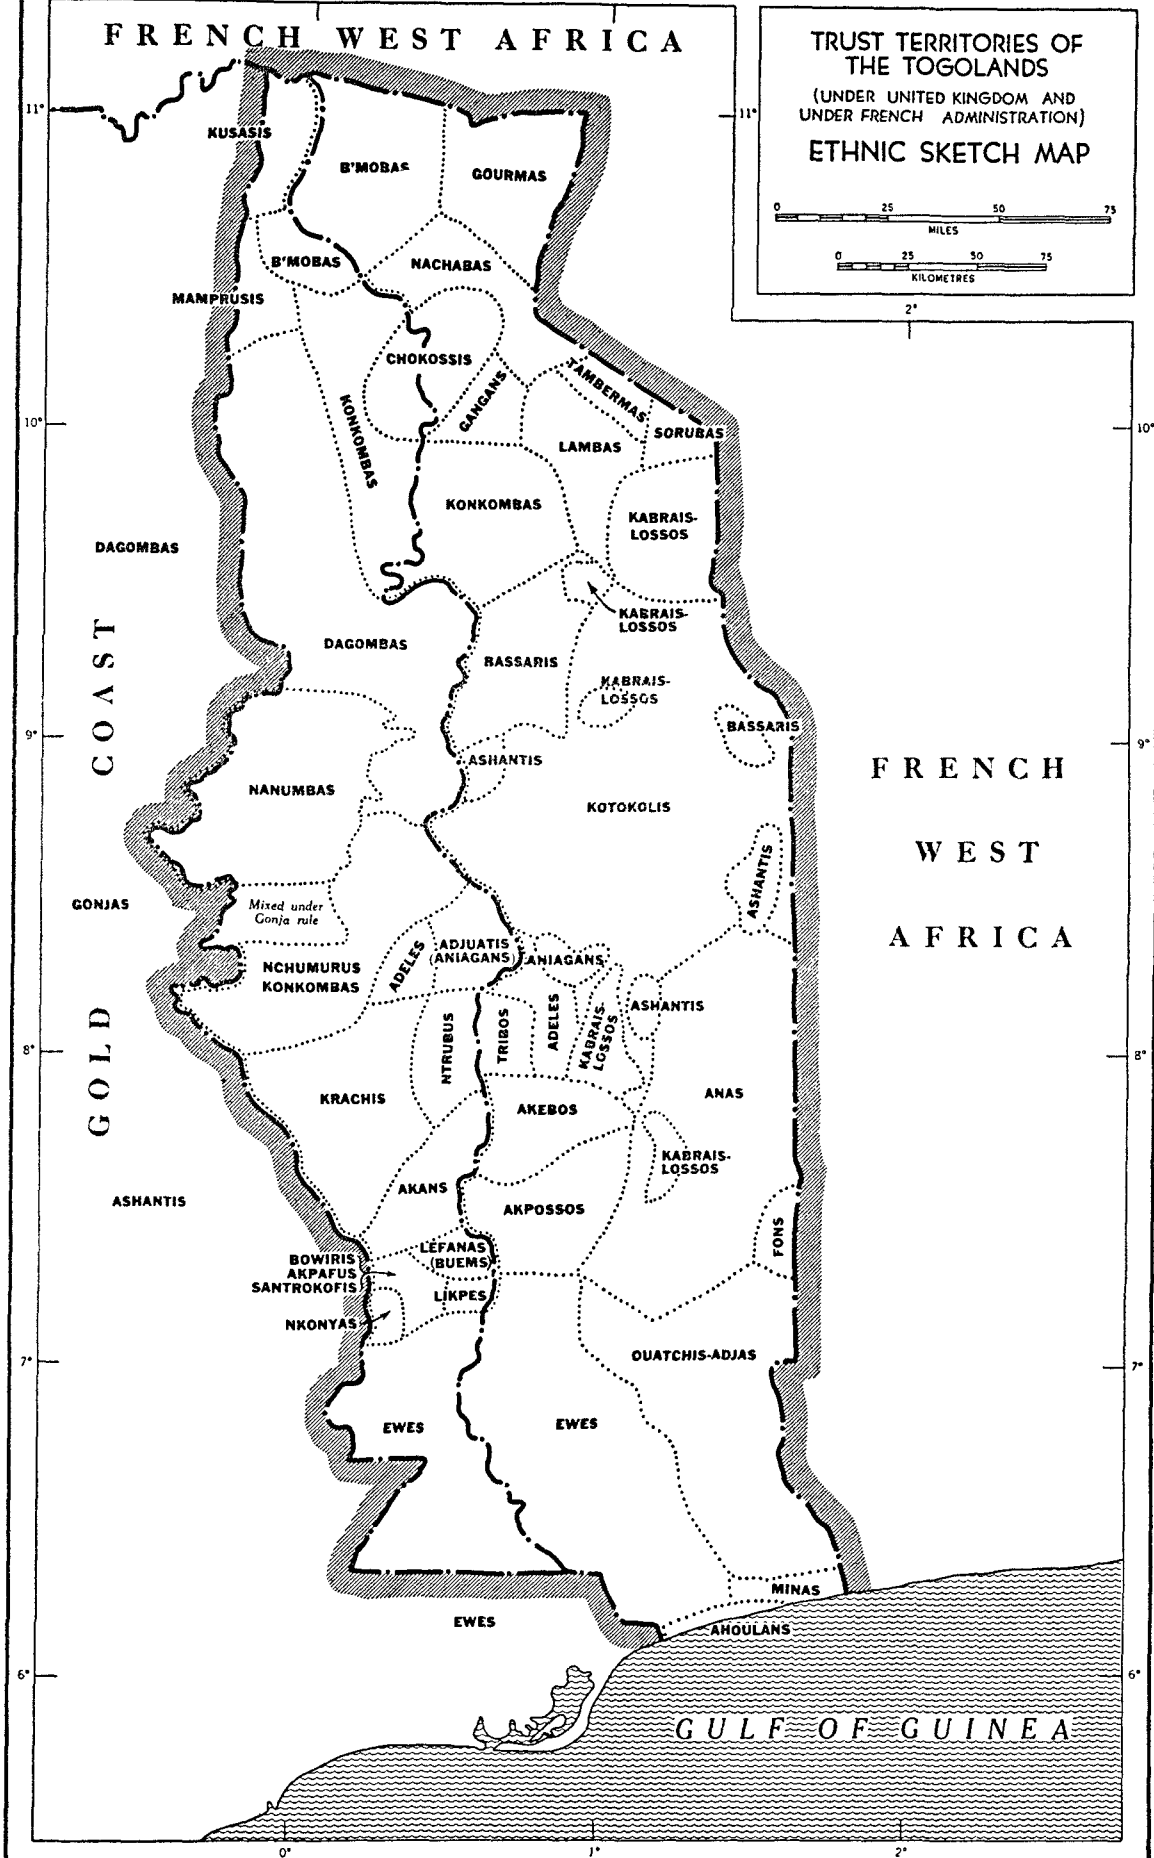 FRENCH WEST AFRICA
TRUST TERRITORIES OF
THE TOGOLANDS
(UNDER UNITED KINGDOM AND
UNDER FRENCH ADMINISTRATION)
ETHNIC SKETCH MAP
0 25 50 75
MILES
0 25 50 75
KILOMETRES
2°
11°
11°
KUSASIS
B'MOBAS
GOURMAS
B'MOBAS
NACHABAS
MAMPRUSIS
CHOKOSSIS
GANGANS
TAMBERMAS
KONKOMBAS
LAMBAS
SORUBAS
10°
10°
KONKOMBAS
KABRAIS-
LOSSOS
DAGOMBAS
KABRAIS-
LOSSOS
DAGOMBAS
BASSARIS
KABRAIS-
LOSSOS
BASSARIS
9°
9°
ASHANTIS
NANUMBAS
KOTOKOLIS
FRENCH
WEST
AFRICA
GOLD COAST
ASHANTIS
GONJAS
Mixed under
Gonja rule
NCHUMURUS
KONKOMBAS
ADELES
ADJUATIS
(ANIAGANS)
ANIAGANS
ASHANTIS
NTRUBUS
TRIBOS
ADELES
KABRAIS-
LOSSOS
8°
8°
KRACHIS
AKEBOS
ANAS
KABRAIS-
LOSSOS
AKANS
ASHANTIS
AKPOSSOS
FONS
BOWIRIS
AKPAFUS
SANTROKOFIS
LEFANAS
(BUEMS)
LIKPES
NKONYAS
7°
7°
OUATCHIS-ADJAS
EWES
EWES
MINAS
EWES
AHOULANS
6°
6°
GULF OF GUINEA
0°
1°
2°